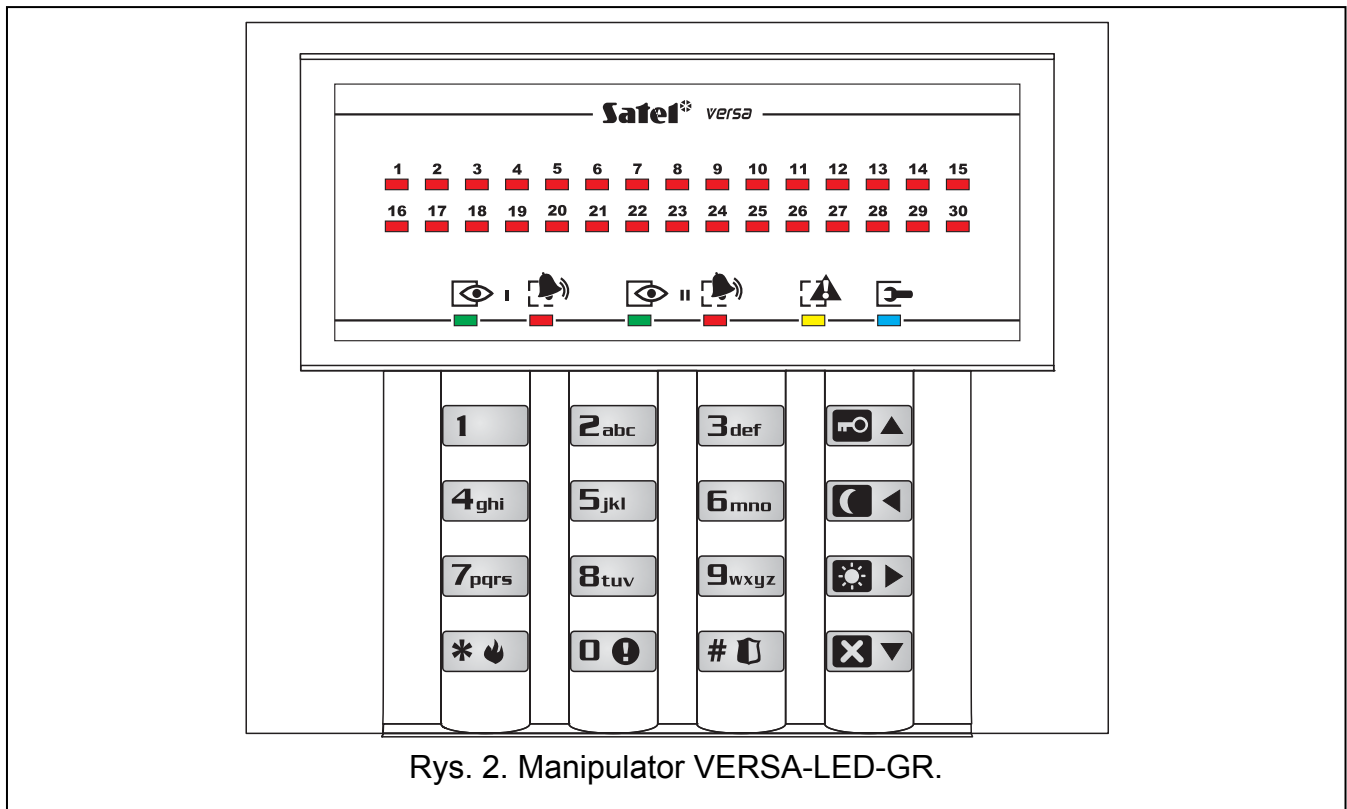 Satel* versa
1 2 3 4 5 6 7 8 9 10 11 12 13 14 15
16 17 18 19 20 21 22 23 24 25 26 27 28 29 30
I II
1 2abc 3def
4ghi 5jkl 6mno
7pqrs 8tuv 9wxyz
* 0 #
Rys. 2. Manipulator VERSA-LED-GR.